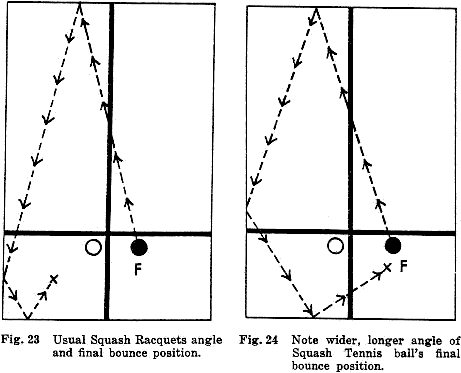 F
F
Fig. 23 Usual Squash Racquets angle
and final bounce position.
Fig. 24 Note wider, longer angle of
Squash Tennis ball's final
bounce position.